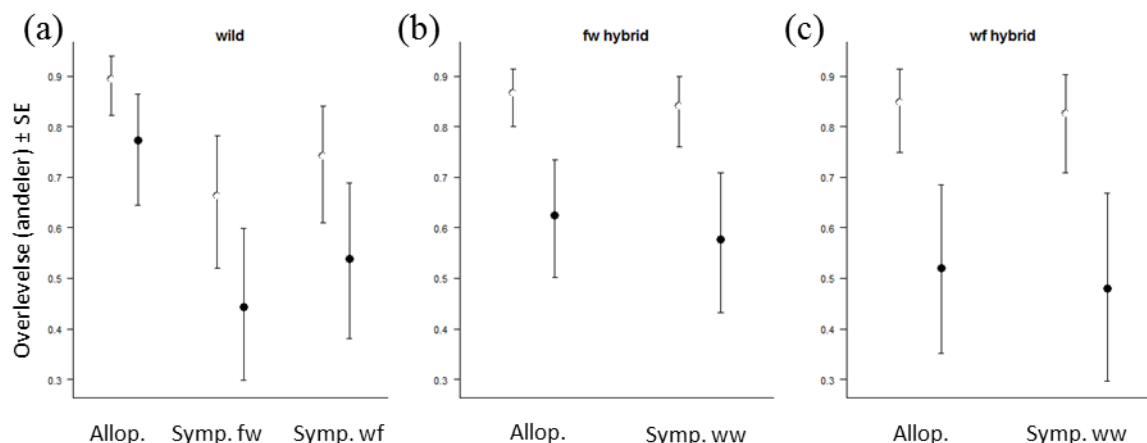 (a) wild (b) fw hybrid (c) wf hybrid
Overlevelse (andeler) ± SE
0.9 0.9 0.9
0.8 0.8 0.8
0.7 0.7 0.7
0.6 0.6 0.6
0.5 0.5 0.5
0.4 0.4 0.4
0.3 0.3 0.3
Allop. Symp. fw Symp. wf Allop. Symp. ww Allop. Symp. ww